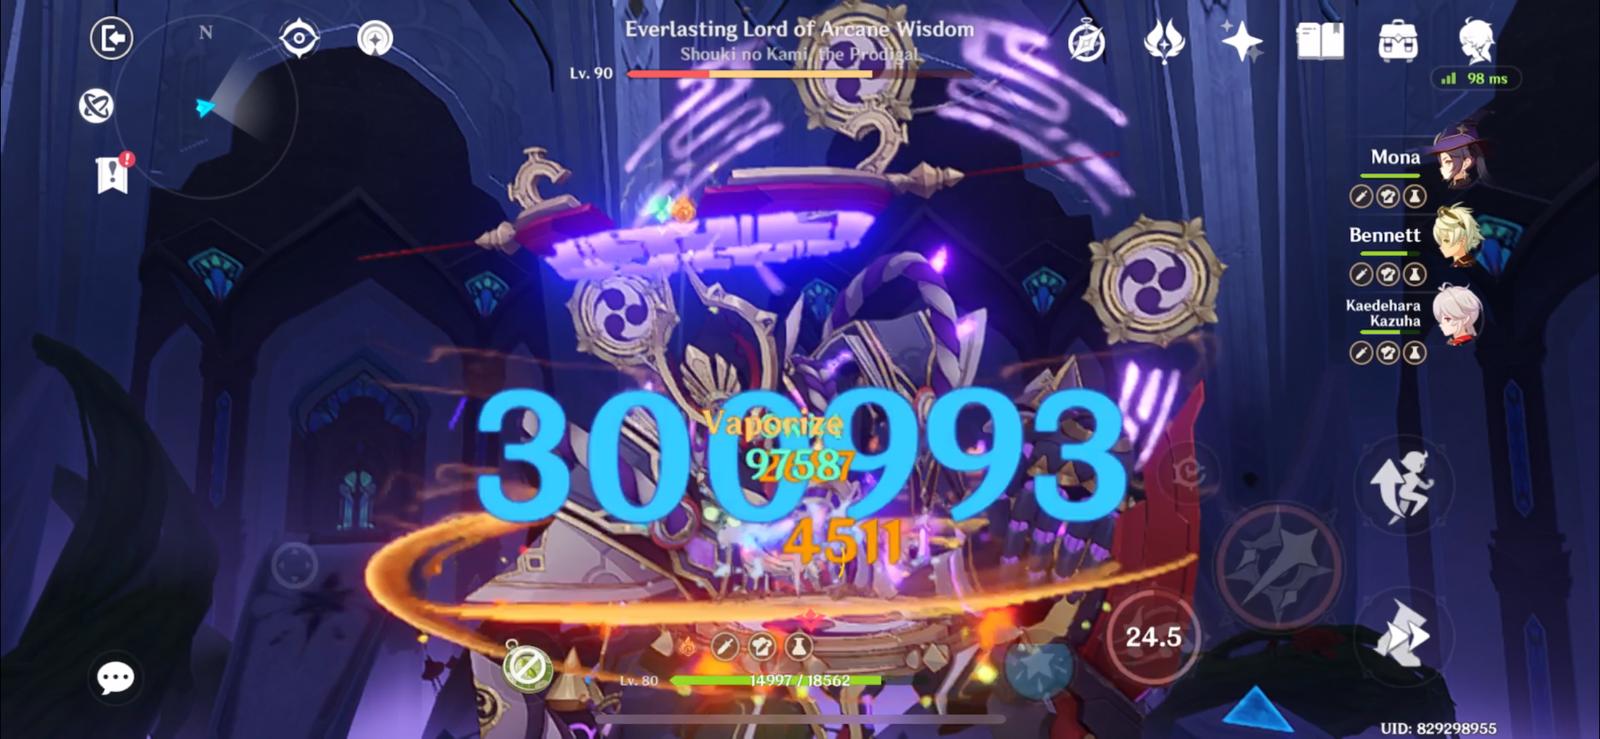 N
Everlasting Lord of Arcane Wisdom
Shouki no Kami, the Prodigal
Lv. 90
98 ms
Mona
Bennett
Kaedehara
Kazuha
300993
Vaporize
97587
4511
24.5
Lv. 80
14997 / 18562
UID: 829298955